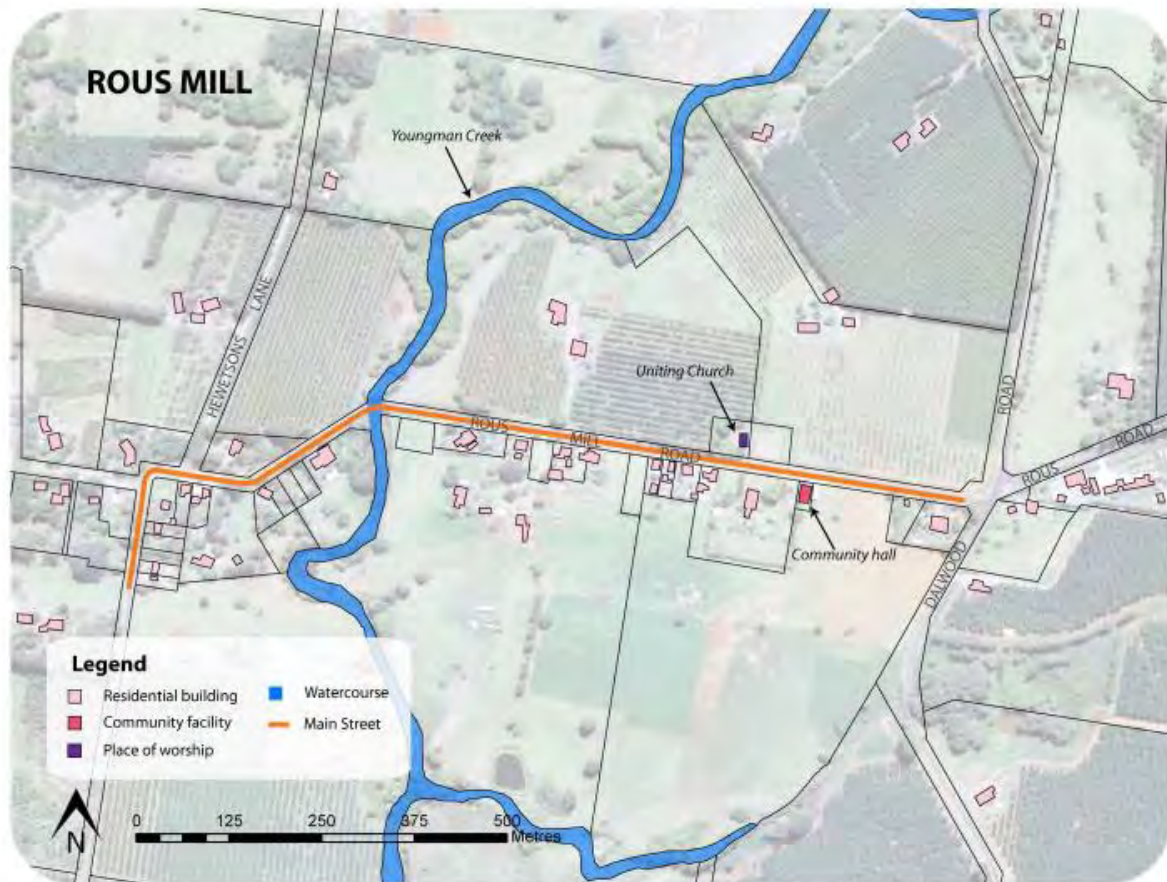 ROUS MILL
Youngman Creek
HEWETSONS LANE
Uniting Church
ROUS MILL ROAD
ROAD
ROUS ROAD
Community hall
DALWOOD
Legend
Residential building
Community facility
Place of worship
Watercourse
Main Street
N
0 125 250 375 500
Metres